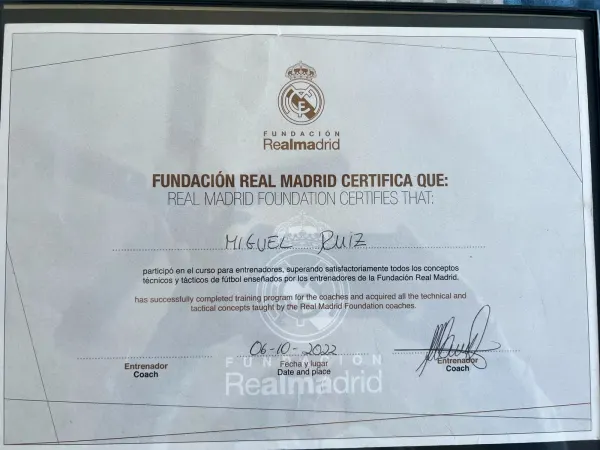 FUNDACIÓN
Realmadrid
FUNDACIÓN REAL MADRID CERTIFICA QUE:
REAL MADRID FOUNDATION CERTIFIES THAT:
MIGUEL RUIZ
participó en el curso para entrenadores, superando satisfactoriamente todos los conceptos
técnicos y tácticos de fútbol enseñados por los entrenadores de la Fundación Real Madrid.
has successfully completed training program for the coaches and acquired all the technical and
tactical concepts taught by the Real Madrid Foundation coaches.
06-10-2022
Entrenador
Coach
Fecha y lugar
Date and place
Entrenador
Coach
FUNDACIÓN
Realmadrid